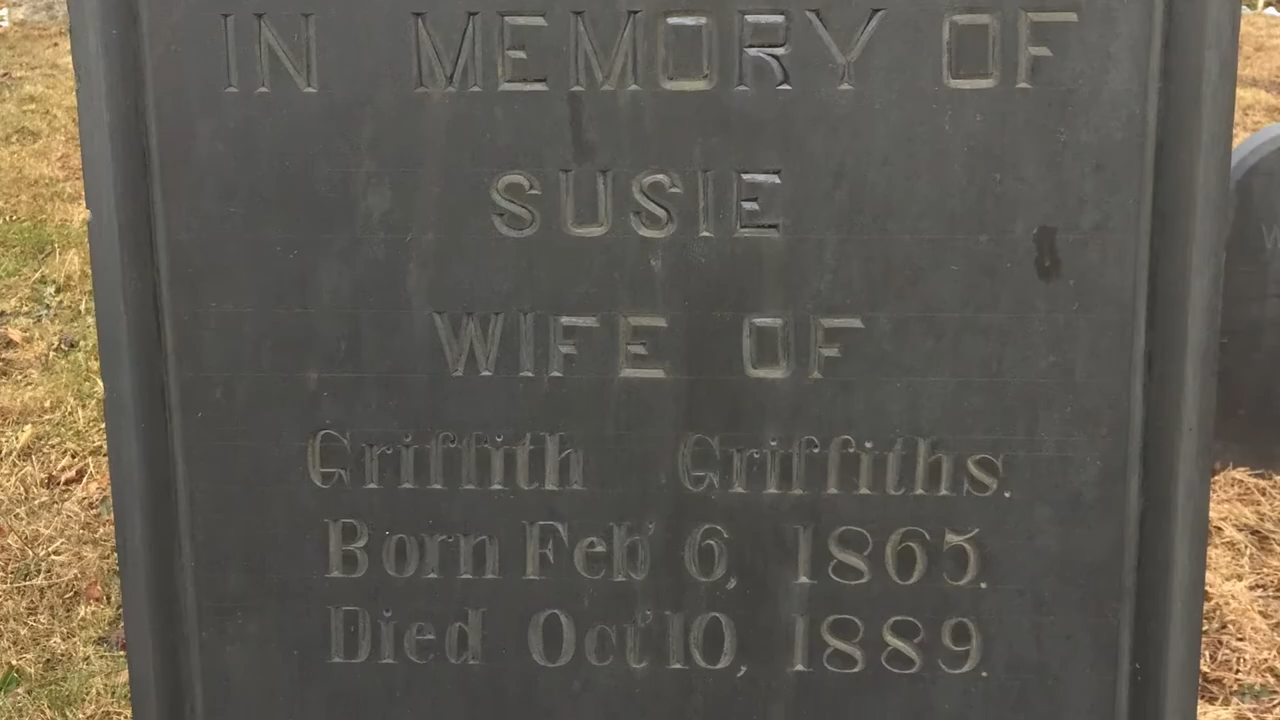 IN MEMORY OF
SUSIE
WIFE OF
Griffith Griffiths.
Born Feb' 6, 1865.
Died Oct' 10, 1889.
W